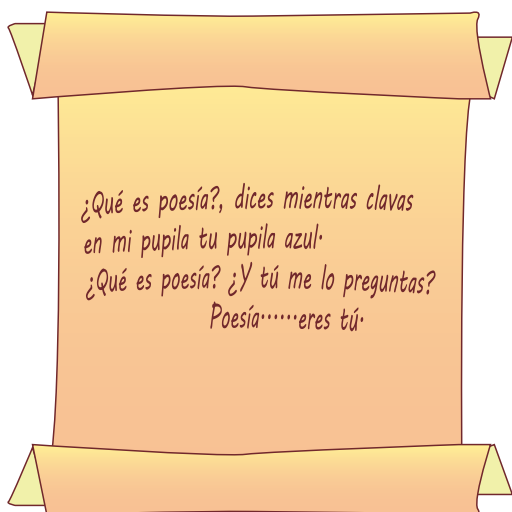 ¿Qué es poesía?, dices mientras clavas
en mi pupila tu pupila azul.
¿Qué es poesía? ¿Y tú me lo preguntas?
Poesía......eres tú.